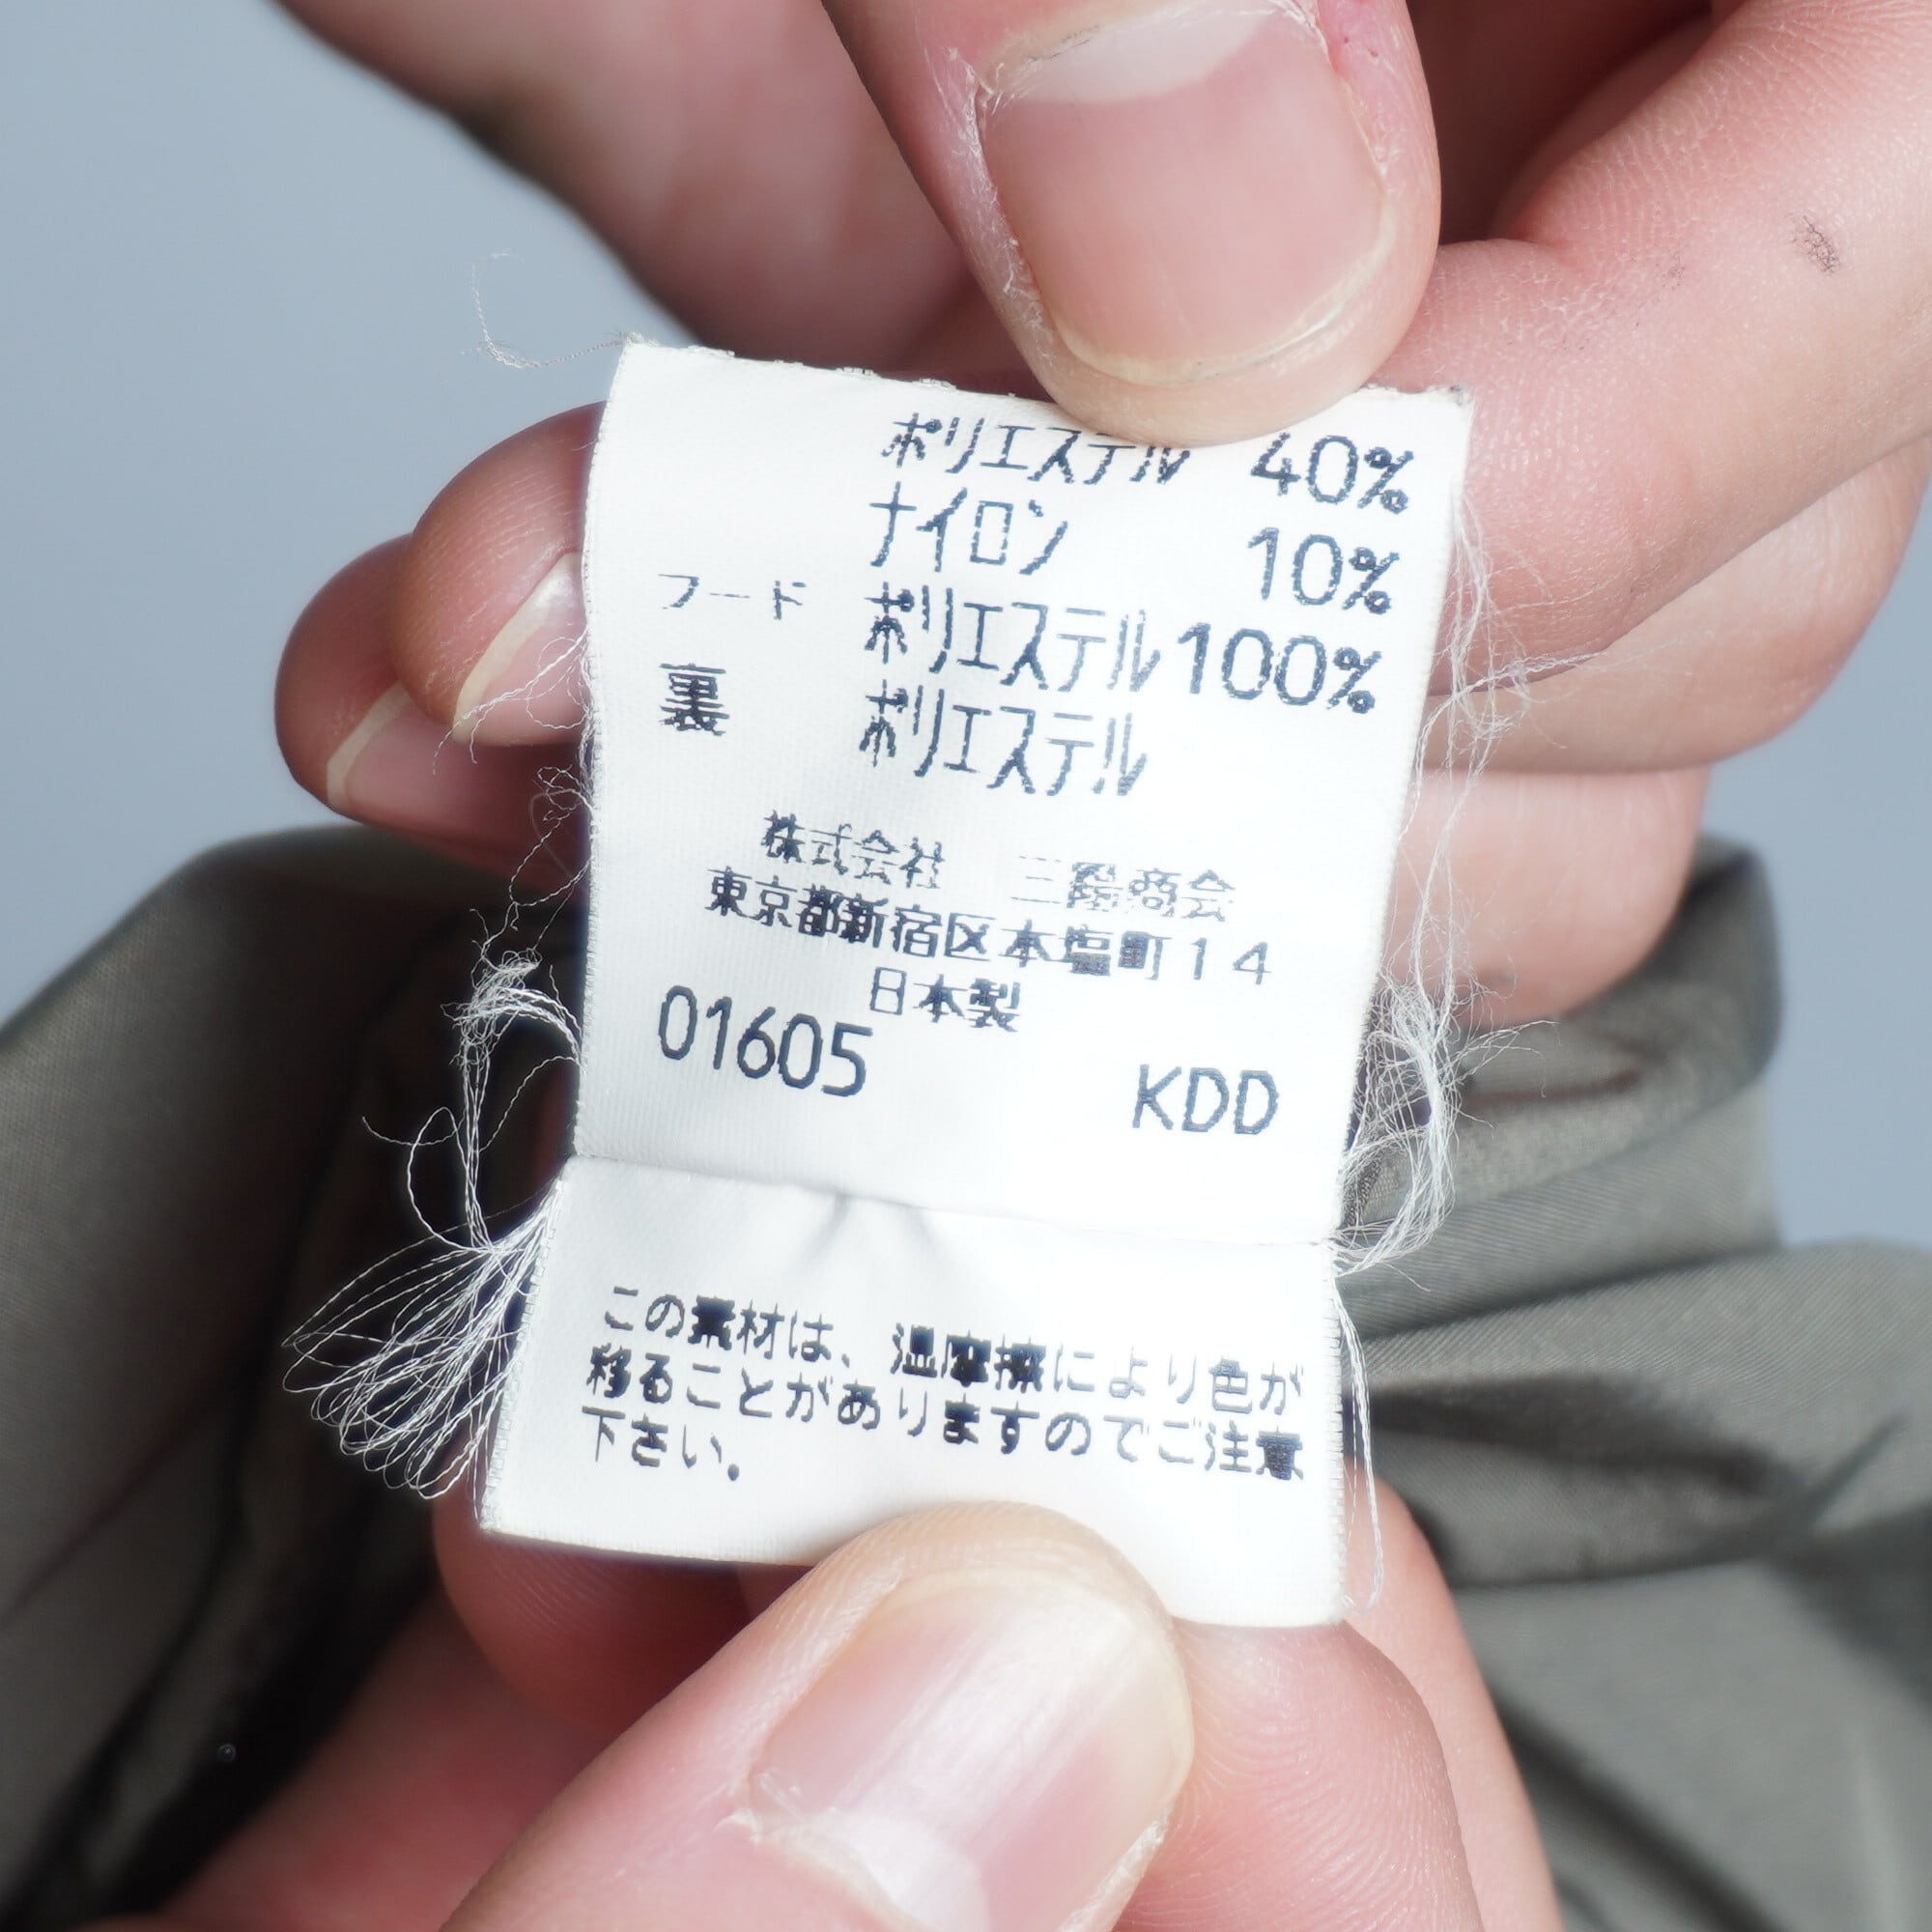 ポリエステル 40%
ナイロン 10%
フード ポリエステル100%
裏 ポリエステル
株式会社 三陽商会
東京都新宿区本塩町14
日本製
01605 KDD
この素材は、湿摩擦により色が
移ることがありますのでご注意
下さい。